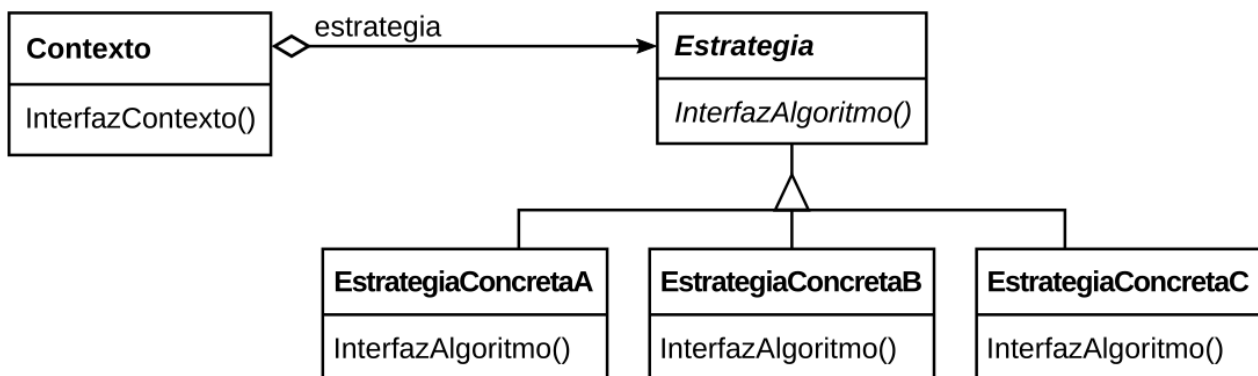 Contexto
InterfazContexto()
estrategia
Estrategia
InterfazAlgoritmo()
EstrategiaConcretaA
InterfazAlgoritmo()
EstrategiaConcretaB
InterfazAlgoritmo()
EstrategiaConcretaC
InterfazAlgoritmo()